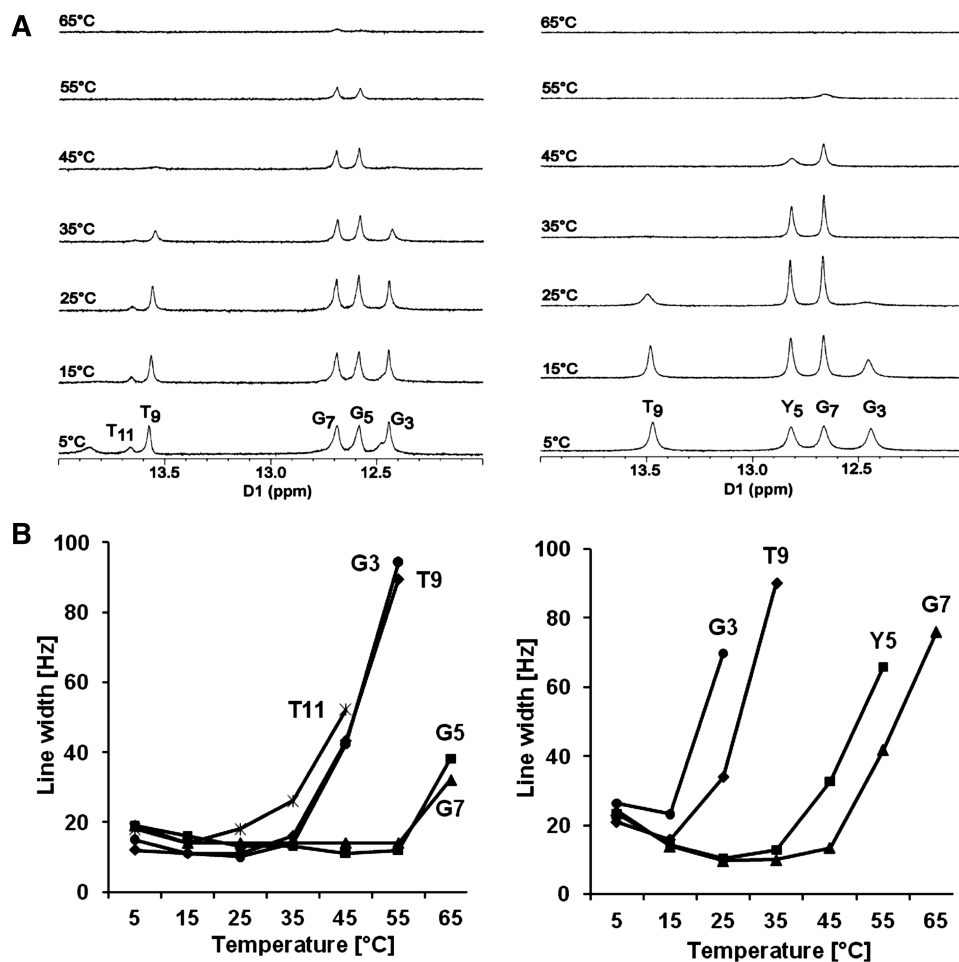 A
65°C
55°C
45°C
35°C
25°C
15°C
5°C
T11
T9
G7
G5
G3
13.5
13.0
12.5
D1 (ppm)
65°C
55°C
45°C
35°C
25°C
15°C
5°C
T9
Y5
G7
G3
13.5
13.0
12.5
D1 (ppm)
B
100
80
60
40
20
0
Line width [Hz]
G3
T9
T11
G5
G7
5 15 25 35 45 55 65
Temperature [°C]
100
80
60
40
20
0
Line width [Hz]
T9
G3
Y5
G7
5 15 25 35 45 55 65
Temperature [°C]